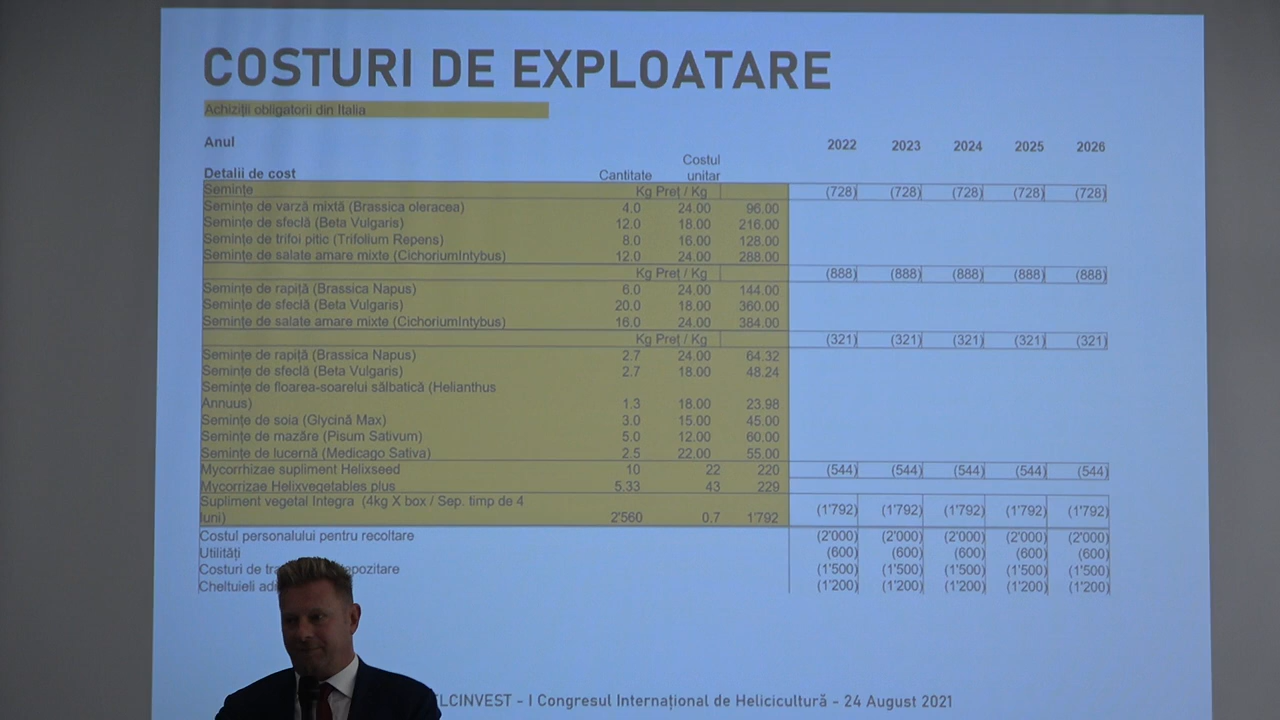 COSTURI DE EXPLOATARE
Achiziții obligatorii din Italia
Anul 2022 2023 2024 2025 2026
Detalii de cost Cantitate Costul unitar
Semințe Kg Preț / Kg (728) (728) (728) (728) (728)
Semințe de varză mixtă (Brassica oleracea) 4.0 24.00 96.00
Semințe de sfeclă (Beta Vulgaris) 12.0 18.00 216.00
Semințe de trifoi pitic (Trifolium Repens) 8.0 16.00 128.00
Semințe de salate amare mixte (CichoriumIntybus) 12.0 24.00 288.00
Kg Preț / Kg (888) (888) (888) (888) (888)
Semințe de rapiță (Brassica Napus) 6.0 24.00 144.00
Semințe de sfeclă (Beta Vulgaris) 20.0 18.00 360.00
Semințe de salate amare mixte (CichoriumIntybus) 16.0 24.00 384.00
Kg Preț / Kg (321) (321) (321) (321) (321)
Semințe de rapiță (Brassica Napus) 2.7 24.00 64.32
Semințe de sfeclă (Beta Vulgaris) 2.7 18.00 48.24
Semințe de floarea-soarelui sălbatică (Helianthus
Annuus) 1.3 18.00 23.98
Semințe de soia (Glycină Max) 3.0 15.00 45.00
Semințe de mazăre (Pisum Sativum) 5.0 12.00 60.00
Semințe de lucernă (Medicago Sativa) 2.5 22.00 55.00
Mycorrhizae supliment Helixseed 10 22 220 (544) (544) (544) (544) (544)
Mycorrizae Helixvegetables plus 5.33 43 229
Supliment vegetal Integra (4kg X box / Sep. timp de 4
luni) 2'560 0.7 1'792 (1'792) (1'792) (1'792) (1'792) (1'792)
Costul personalului pentru recoltare (2'000) (2'000) (2'000) (2'000) (2'000)
Utilități (600) (600) (600) (600) (600)
Costuri de (1'500) (1'500) (1'500) (1'500) (1'500)
Cheltuieli (1'200) (1'200) (1'200) (1'200) (1'200)
ELCINVEST - I Congresul Internațional de Helicicultură - 24 August 2021